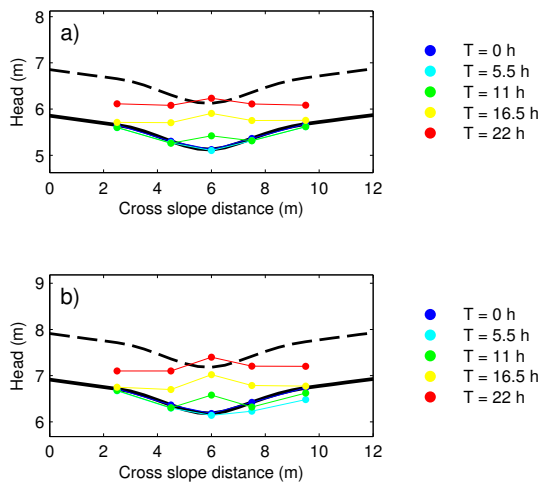 8
a)
7
6
5
Head (m)
0 2 4 6 8 10 12
Cross slope distance (m)
T = 0 h
T = 5.5 h
T = 11 h
T = 16.5 h
T = 22 h
9
b)
8
7
6
Head (m)
0 2 4 6 8 10 12
Cross slope distance (m)
T = 0 h
T = 5.5 h
T = 11 h
T = 16.5 h
T = 22 h